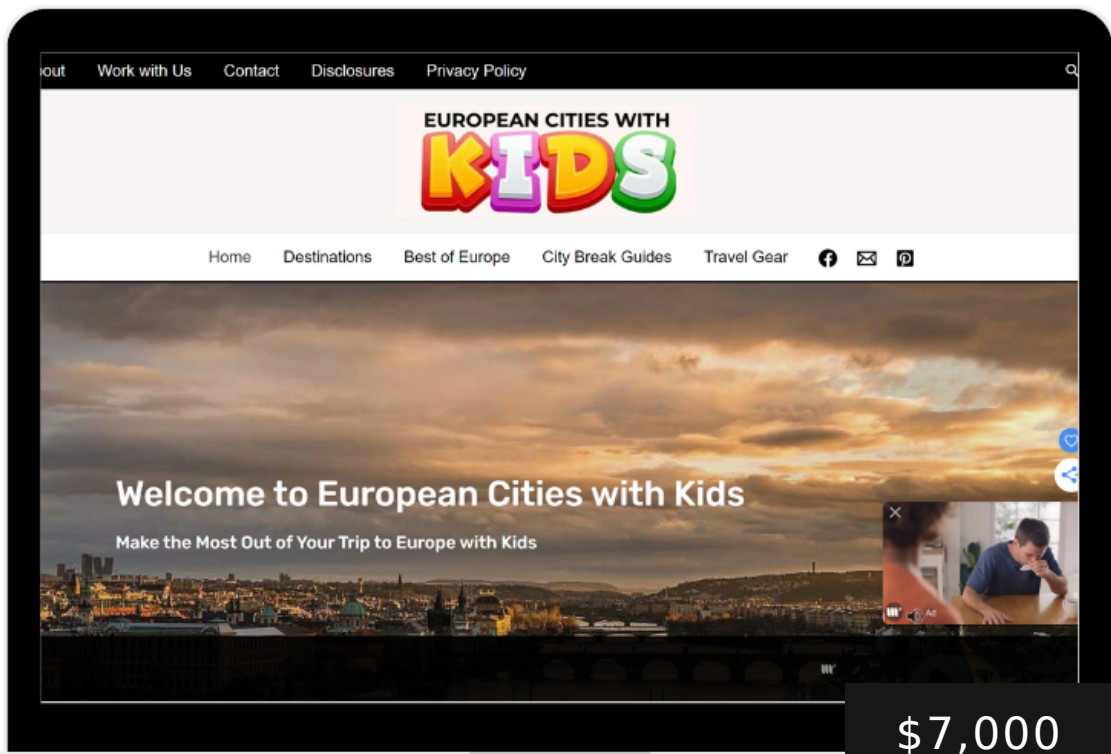 out Work with Us Contact Disclosures Privacy Policy
EUROPEAN CITIES WITH
KIDS
Home Destinations Best of Europe City Break Guides Travel Gear
Welcome to European Cities with Kids
Make the Most Out of Your Trip to Europe with Kids
Ad
$7,000